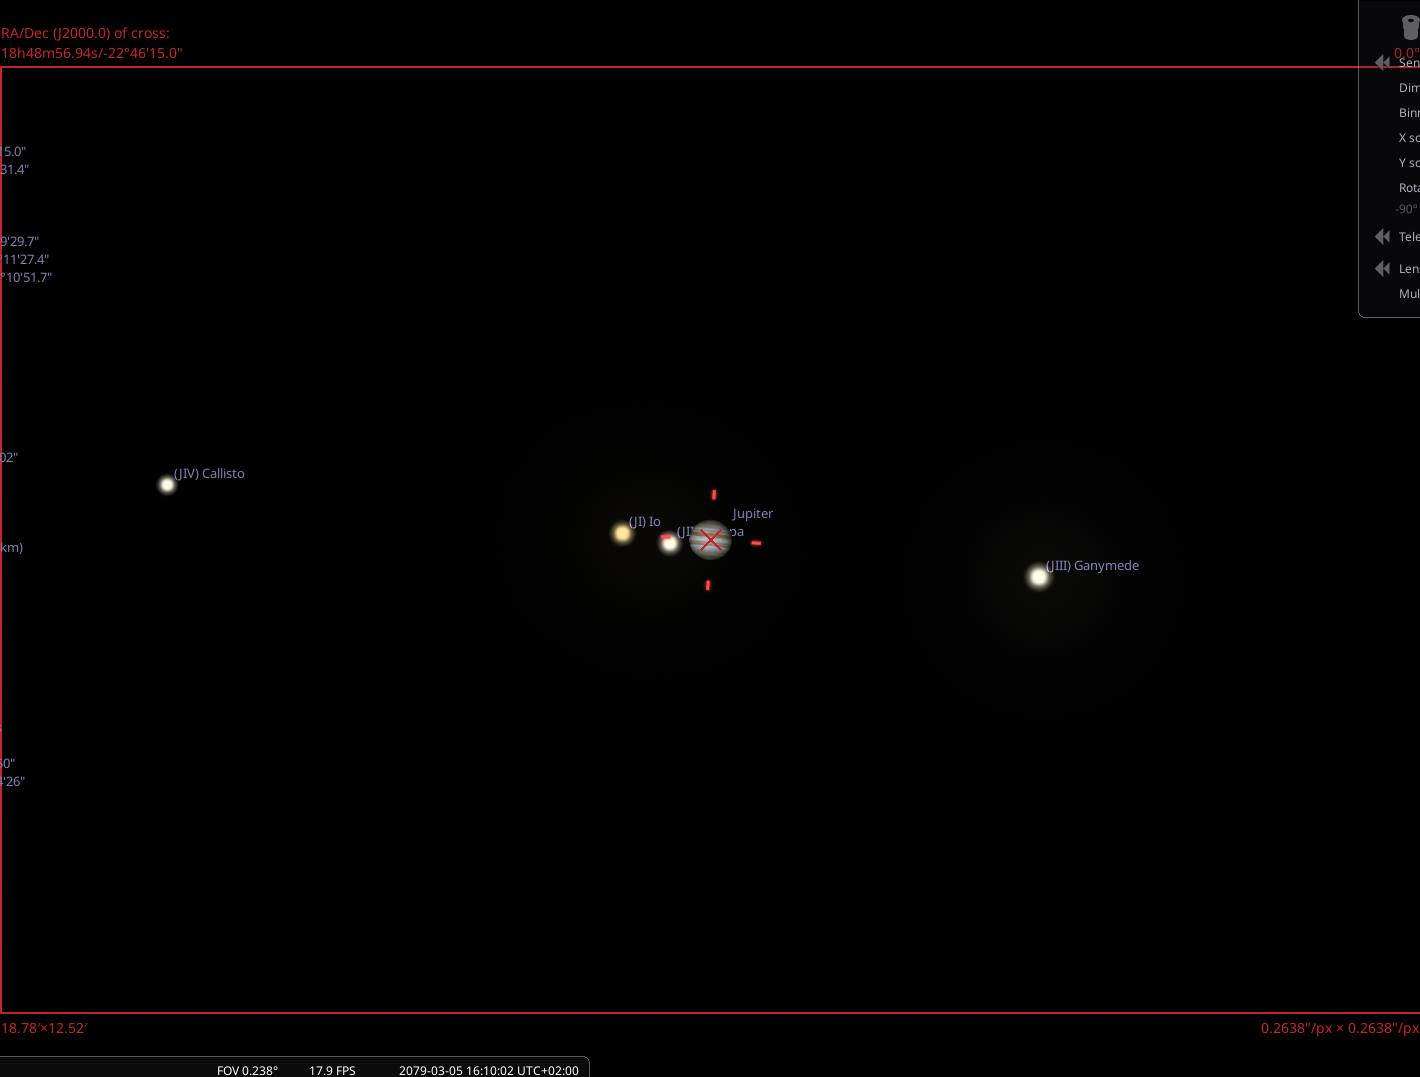 RA/Dec (J2000.0) of cross:
18h48m56.94s/-22°46'15.0"
0.0°
Sen
Dim
Binn
X sc
Y sc
Rota
-90°
Tele
Len
Mul
15.0"
31.4"
9'29.7"
°11'27.4"
°10'51.7"
02"
km)
50"
4'26"
(JIV) Callisto
(JI) Io
Jupiter
(JIII) Ganymede
18.78′×12.52′
0.2638"/px × 0.2638"/px
FOV 0.238°
17.9 FPS
2079-03-05 16:10:02 UTC+02:00